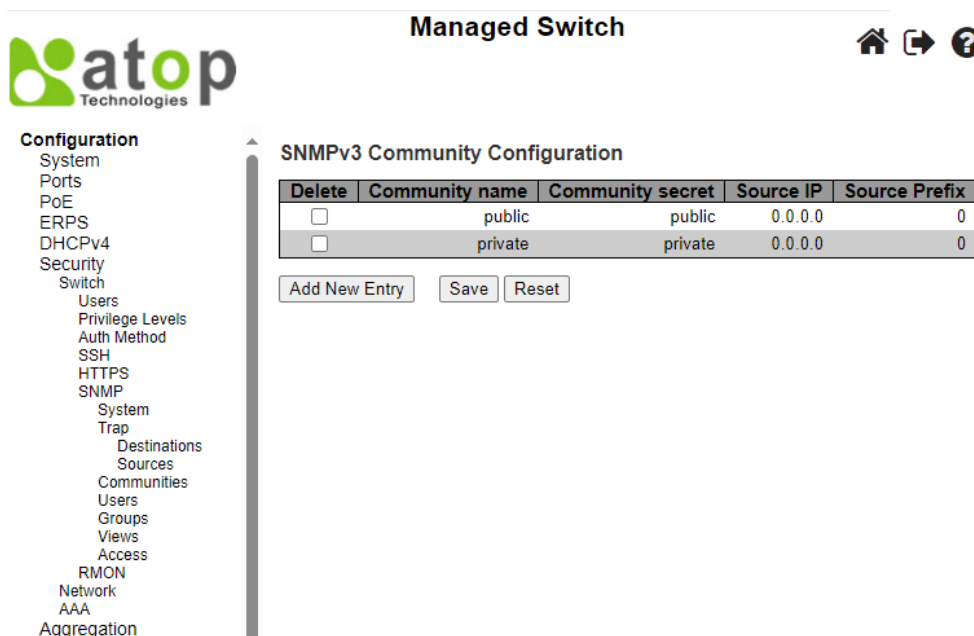 Managed Switch
atop
Technologies
Configuration
System
Ports
PoE
ERPS
DHCPv4
Security
Switch
Users
Privilege Levels
Auth Method
SSH
HTTPS
SNMP
System
Trap
Destinations
Sources
Communities
Users
Groups
Views
Access
RMON
Network
AAA
Aggregation
SNMPv3 Community Configuration
Delete Community name Community secret Source IP Source Prefix
public public 0.0.0.0 0
private private 0.0.0.0 0
Add New Entry Save Reset